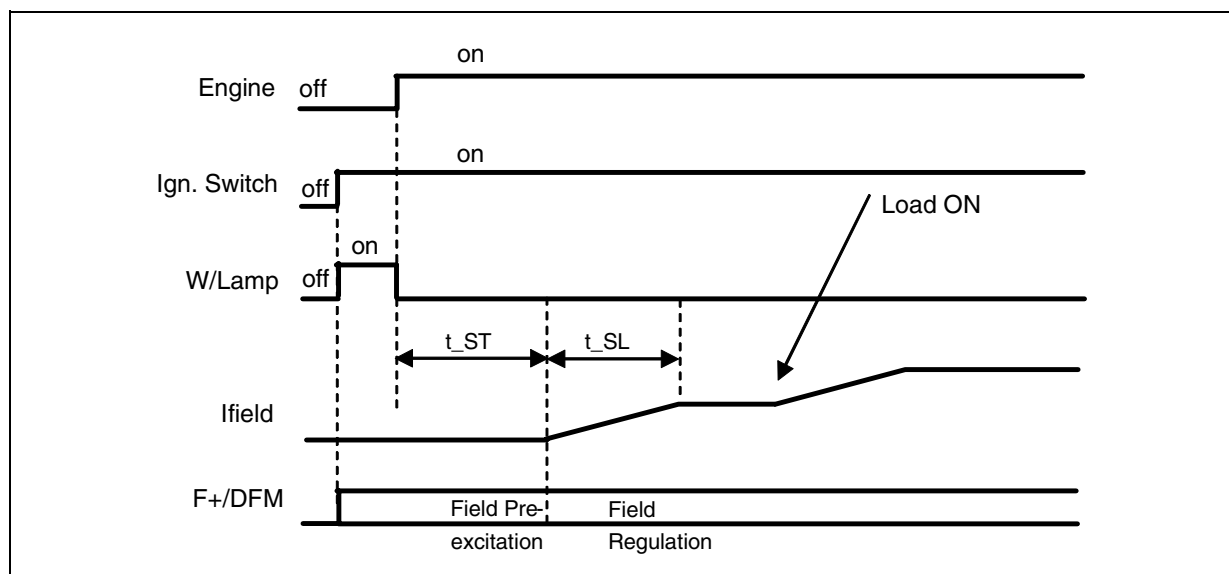 on
Engine off
on
Ign. Switch off
Load ON
on
W/Lamp off
t_ST t_SL
Ifield
F+/DFM
Field Pre- Field
excitation Regulation